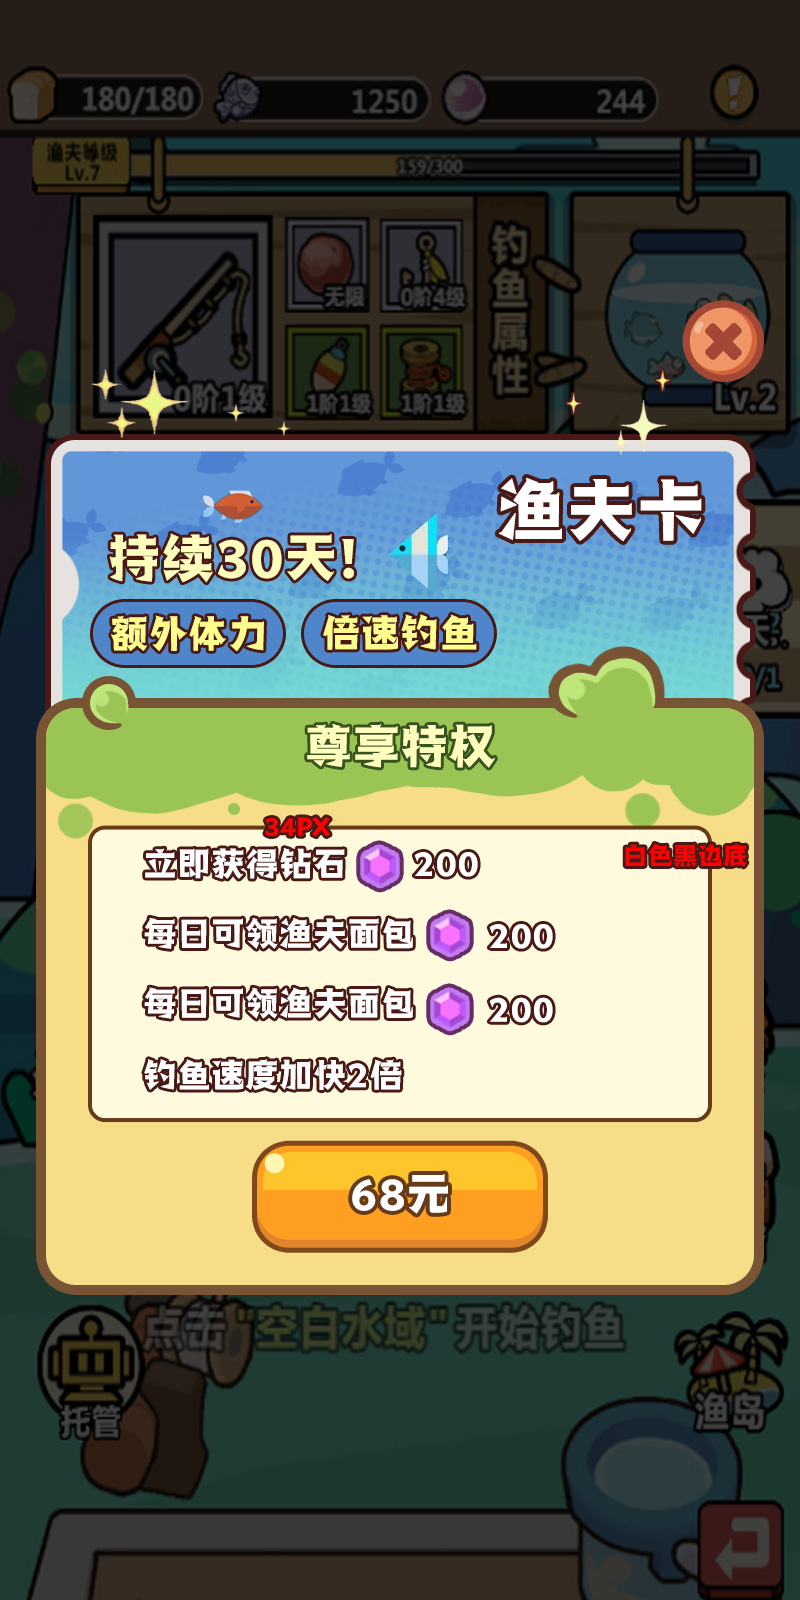 180/180
1250
244
渔夫等级
Lv.7
159/300
无限
0阶4级
钓鱼属性
0阶1级
1阶1级
1阶1级
Lv.2
渔夫卡
持续30天!
额外体力
倍速钓鱼
/1
尊享特权
34PX
立即获得钻石 200
白色黑边底
每日可领渔夫面包 200
每日可领渔夫面包 200
钓鱼速度加快2倍
68元
点击"空白水域"开始钓鱼
托管
渔岛